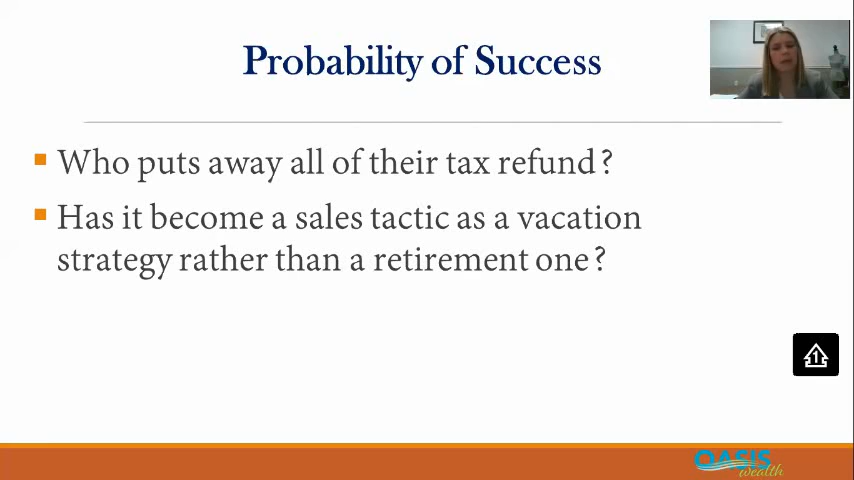 Probability of Success
Who puts away all of their tax refund?
Has it become a sales tactic as a vacation
strategy rather than a retirement one?
1
OASIS
wealth